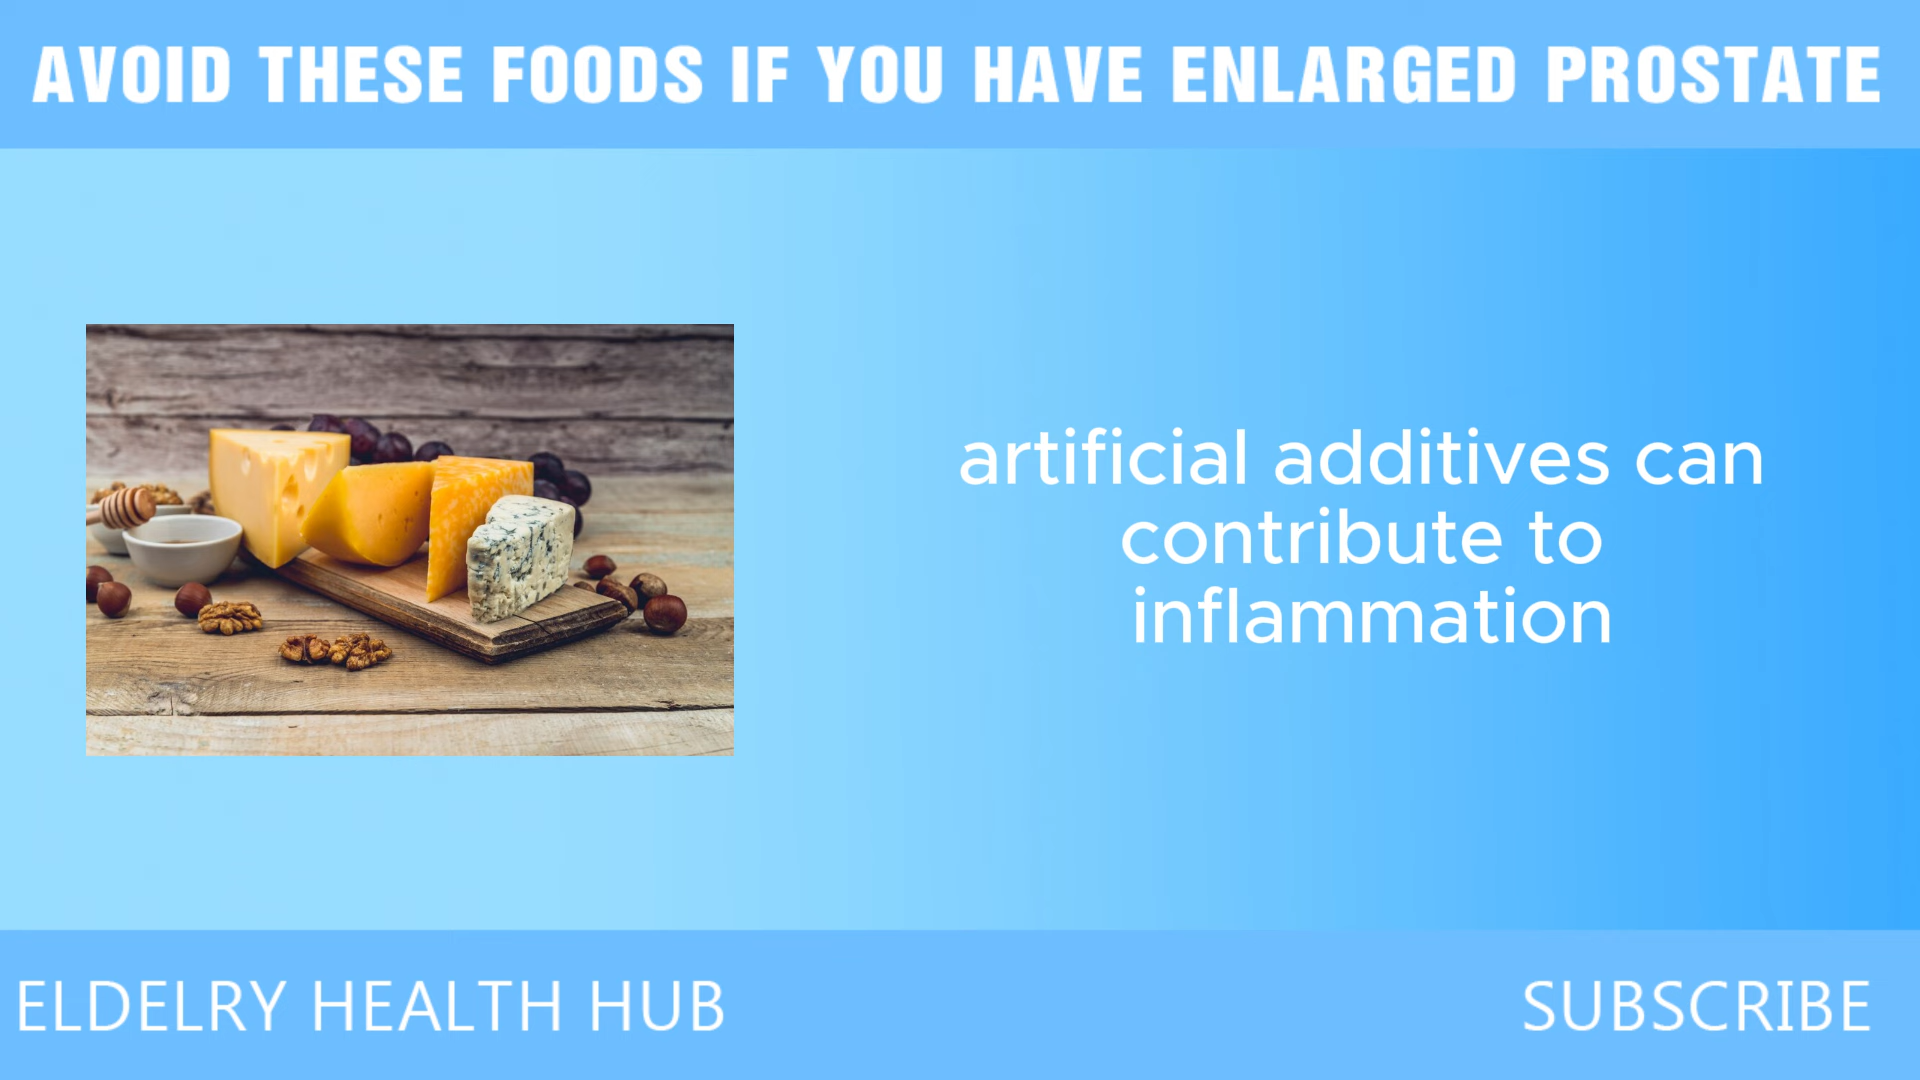 AVOID THESE FOODS IF YOU HAVE ENLARGED PROSTATE
artificial additives can
contribute to
inflammation
ELDELRY HEALTH HUB
SUBSCRIBE